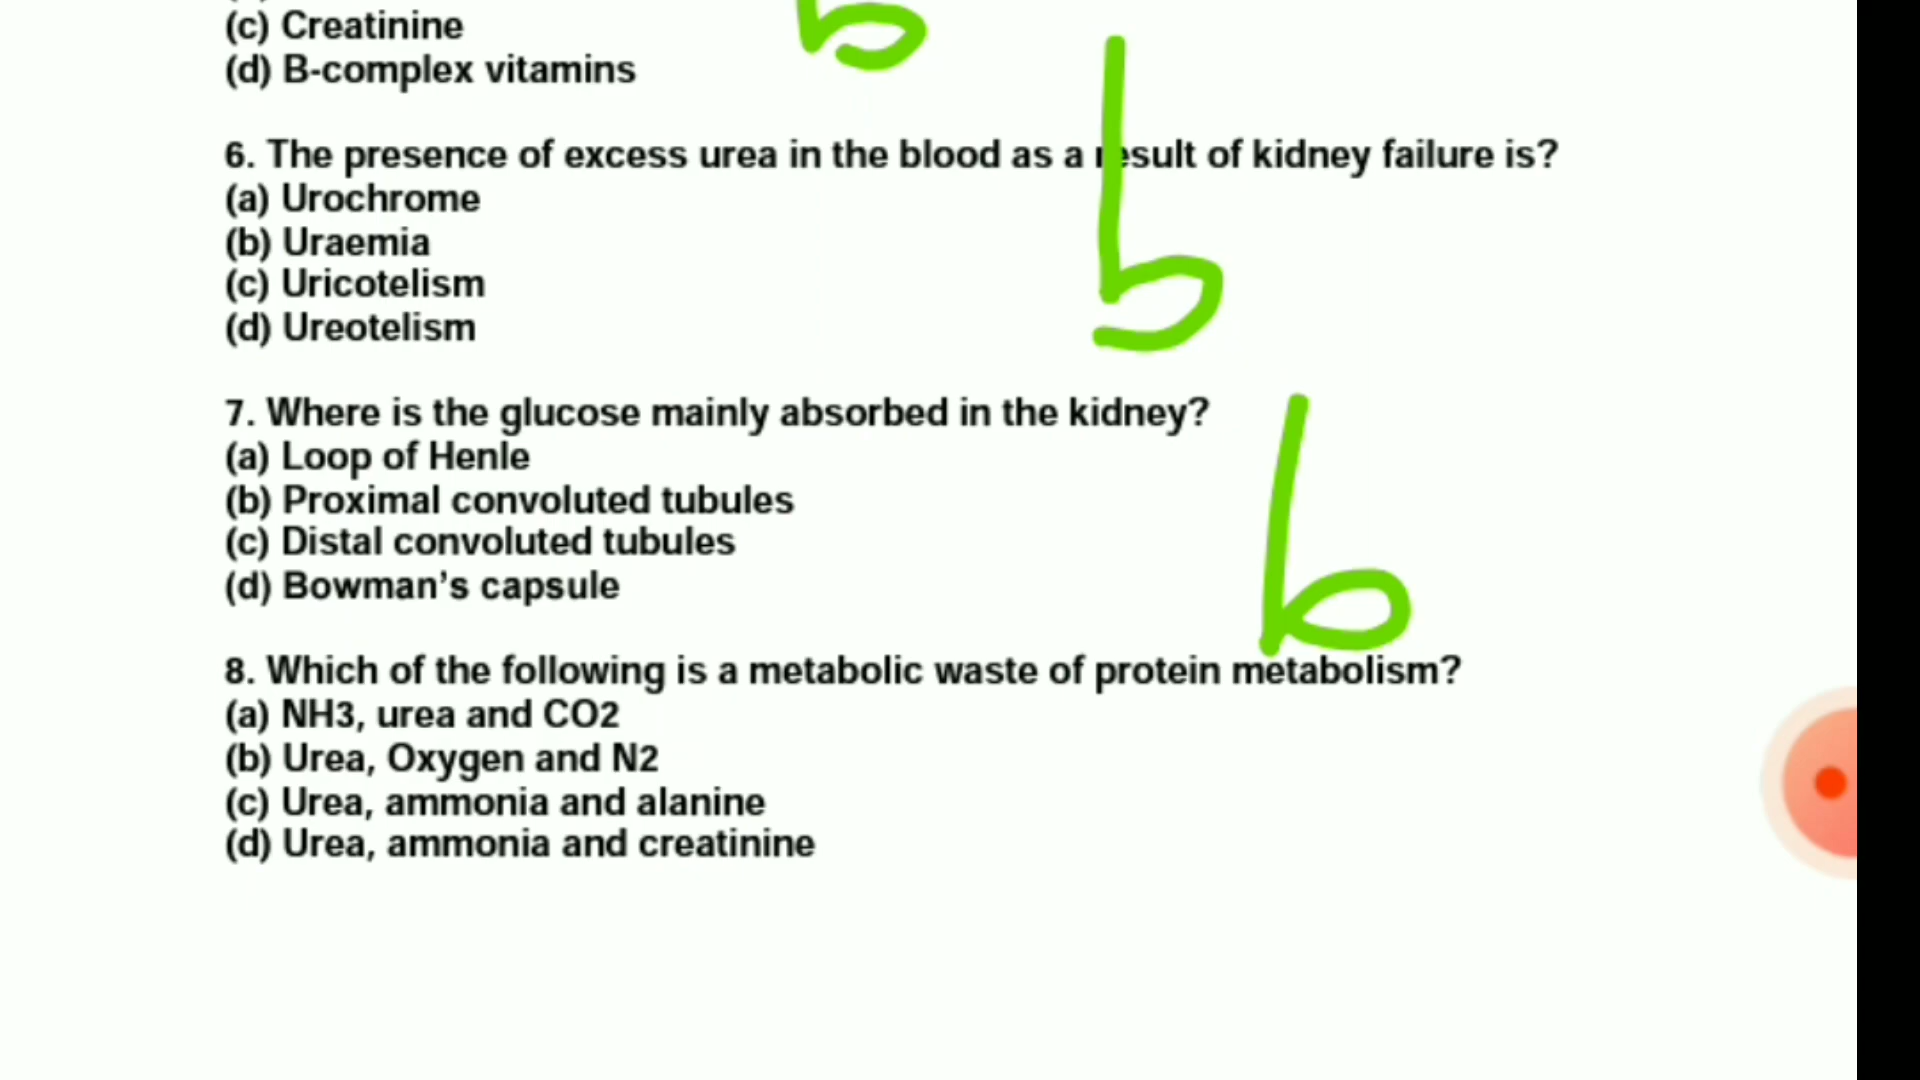 (c) Creatinine
b
(d) B-complex vitamins
6. The presence of excess urea in the blood as a result of kidney failure is?
(a) Urochrome
(b) Uraemia
b
(c) Uricotelism
(d) Ureotelism
7. Where is the glucose mainly absorbed in the kidney?
(a) Loop of Henle
(b) Proximal convoluted tubules
b
(c) Distal convoluted tubules
(d) Bowman's capsule
8. Which of the following is a metabolic waste of protein metabolism?
(a) NH3, urea and CO2
(b) Urea, Oxygen and N2
(c) Urea, ammonia and alanine
(d) Urea, ammonia and creatinine